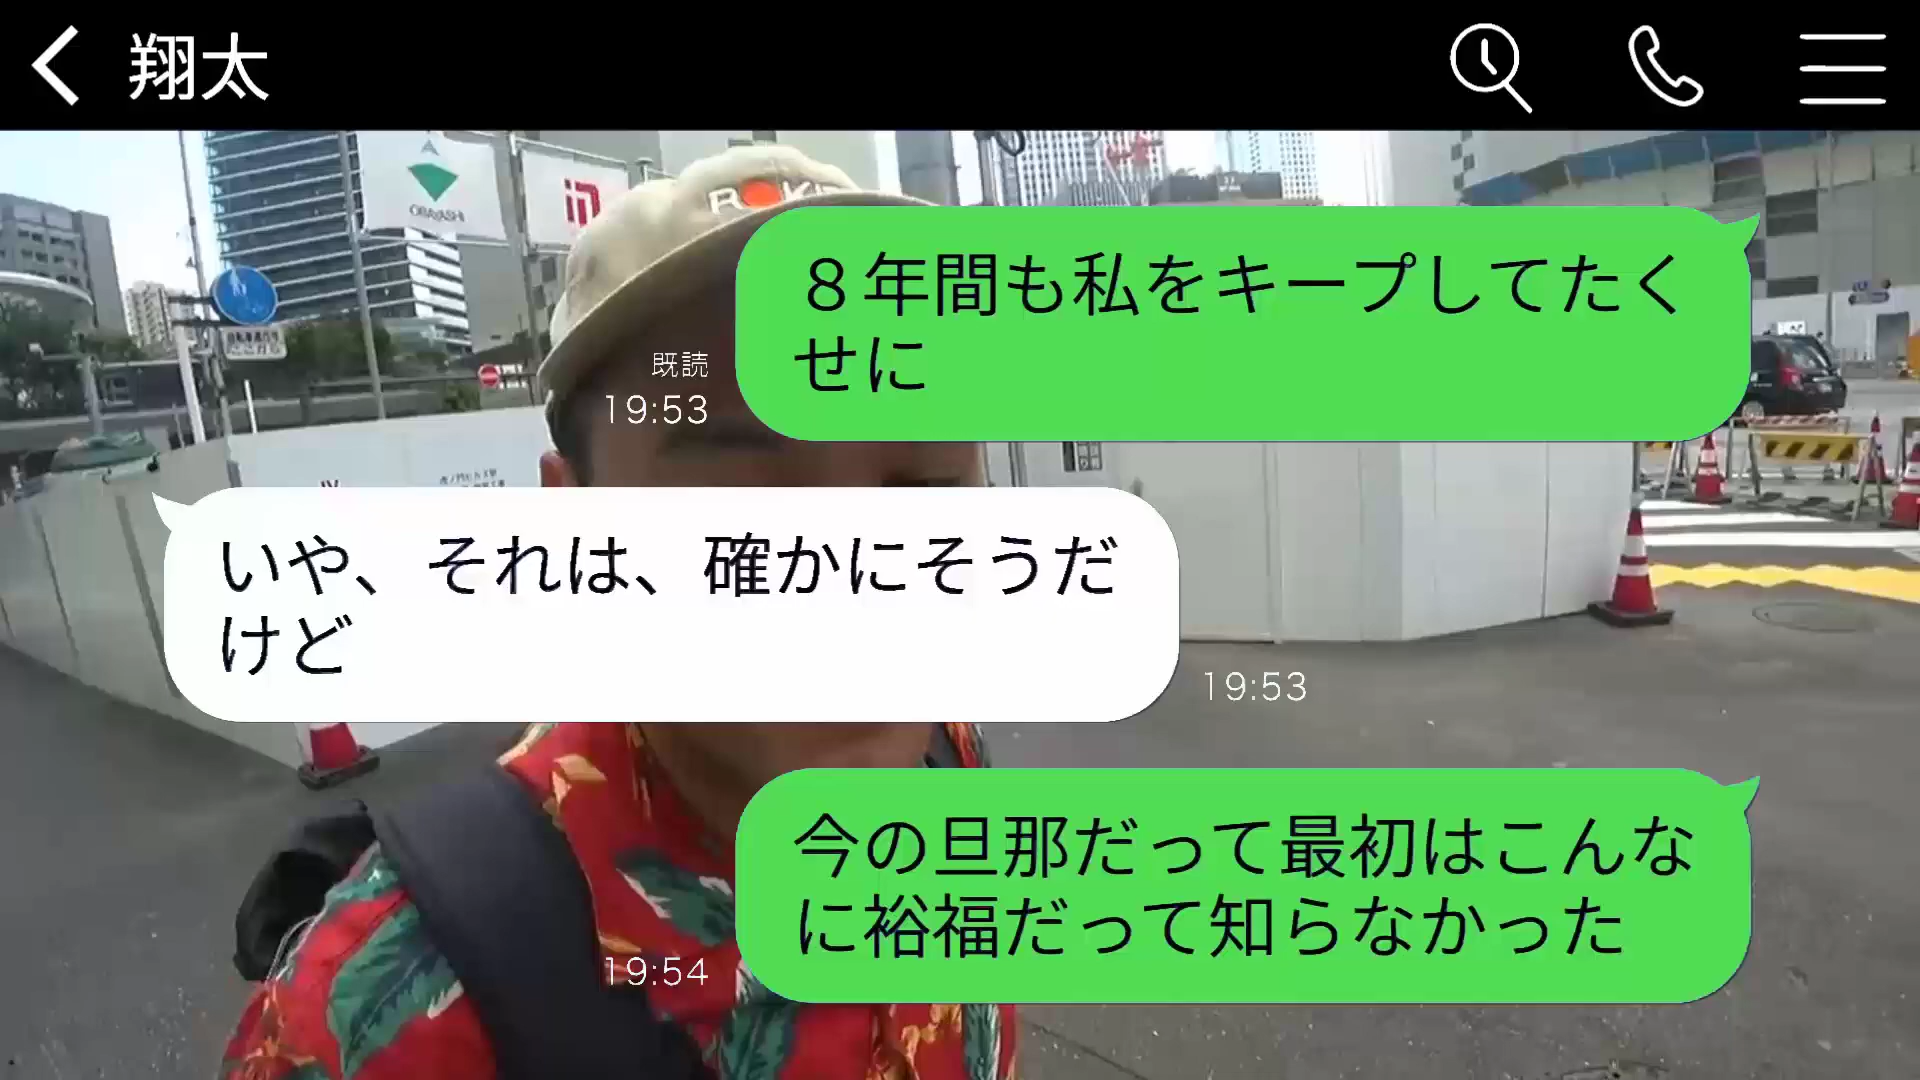 翔太
OBAYASHI
８年間も私をキープしてたく
せに
既読
19:53
いや、それは、確かにそうだ
けど
19:53
今の旦那だって最初はこんな
に裕福だって知らなかった
19:54